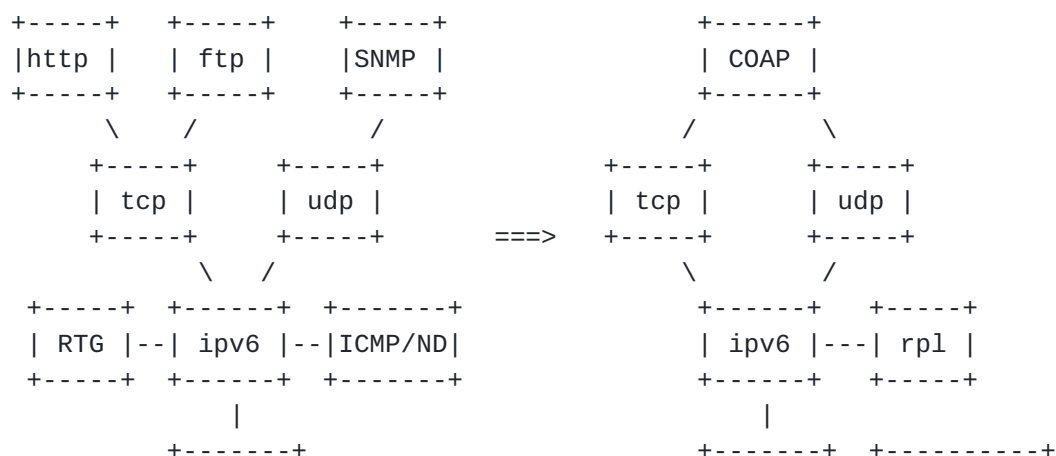 +-----+   +-----+    +-----+                +------+
|http |   | ftp |    |SNMP |                | COAP |
+-----+   +-----+    +-----+                +------+
      \    /           /                   /        \
     +-----+     +-----+              +-----+      +-----+
     | tcp |     | udp |              | tcp |      | udp |
     +-----+     +-----+       ===>   +-----+      +-----+
            \   /                          \        /
 +-----+  +------+  +-------+               +------+   +-----+
 | RTG |--| ipv6 |--|ICMP/ND|               | ipv6 |---| rpl |
 +-----+  +------+  +-------+               +------+   +-----+
              |                                 |
          +-------+                         +-------+  +----------+